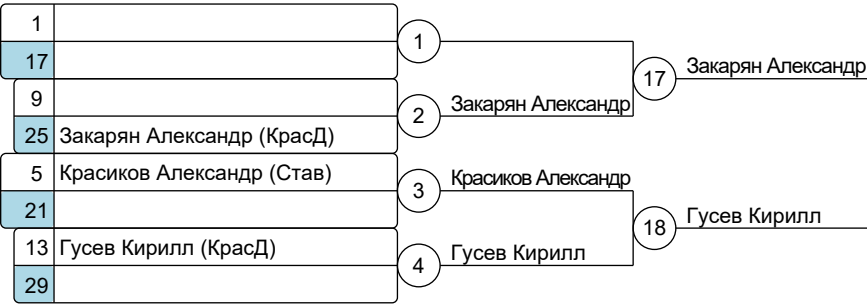 1
17
1
9
25 Закарян Александр (КрасД)
2
Закарян Александр
17
Закарян Александр
5 Красиков Александр (Став)
21
3
Красиков Александр
13 Гусев Кирилл (КрасД)
29
4
Гусев Кирилл
18
Гусев Кирилл